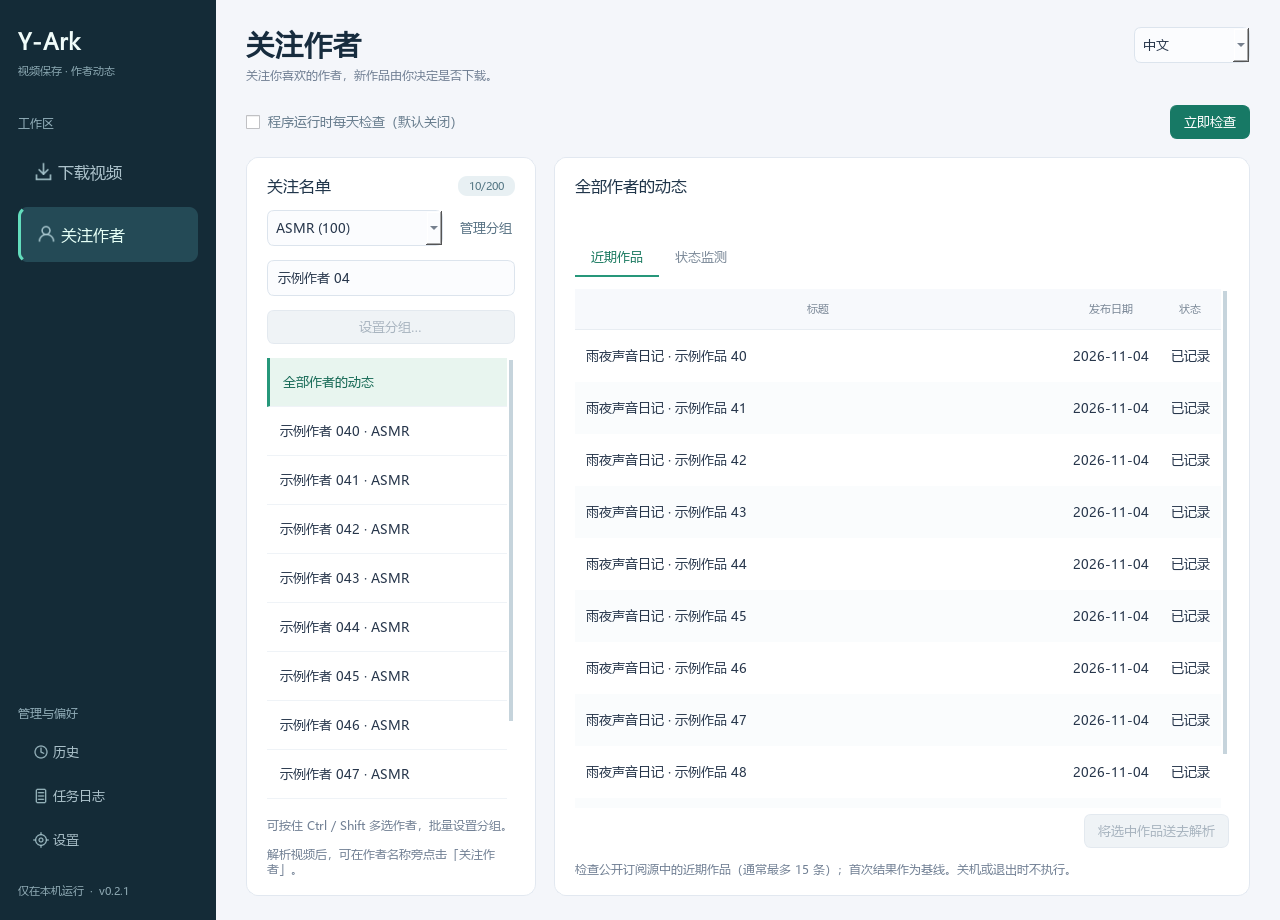 Y-Ark
视频保存 · 作者动态
工作区
下载视频
关注作者
管理与偏好
历史
任务日志
设置
仅在本机运行 · v0.2.1
关注作者
关注你喜欢的作者，新作品由你决定是否下载。
中文
程序运行时每天检查（默认关闭）
立即检查
关注名单
10/200
ASMR (100)
管理分组
示例作者 04
设置分组...
全部作者的动态
示例作者 040 · ASMR
示例作者 041 · ASMR
示例作者 042 · ASMR
示例作者 043 · ASMR
示例作者 044 · ASMR
示例作者 045 · ASMR
示例作者 046 · ASMR
示例作者 047 · ASMR
可按住 Ctrl / Shift 多选作者，批量设置分组。
解析视频后，可在作者名称旁点击「关注作
者」。
全部作者的动态
近期作品 状态监测
标题 发布日期 状态
雨夜声音日记 · 示例作品 40 2026-11-04 已记录
雨夜声音日记 · 示例作品 41 2026-11-04 已记录
雨夜声音日记 · 示例作品 42 2026-11-04 已记录
雨夜声音日记 · 示例作品 43 2026-11-04 已记录
雨夜声音日记 · 示例作品 44 2026-11-04 已记录
雨夜声音日记 · 示例作品 45 2026-11-04 已记录
雨夜声音日记 · 示例作品 46 2026-11-04 已记录
雨夜声音日记 · 示例作品 47 2026-11-04 已记录
雨夜声音日记 · 示例作品 48 2026-11-04 已记录
将选中作品送去解析
检查公开订阅源中的近期作品（通常最多 15 条）；首次结果作为基线。关机或退出时不执行。